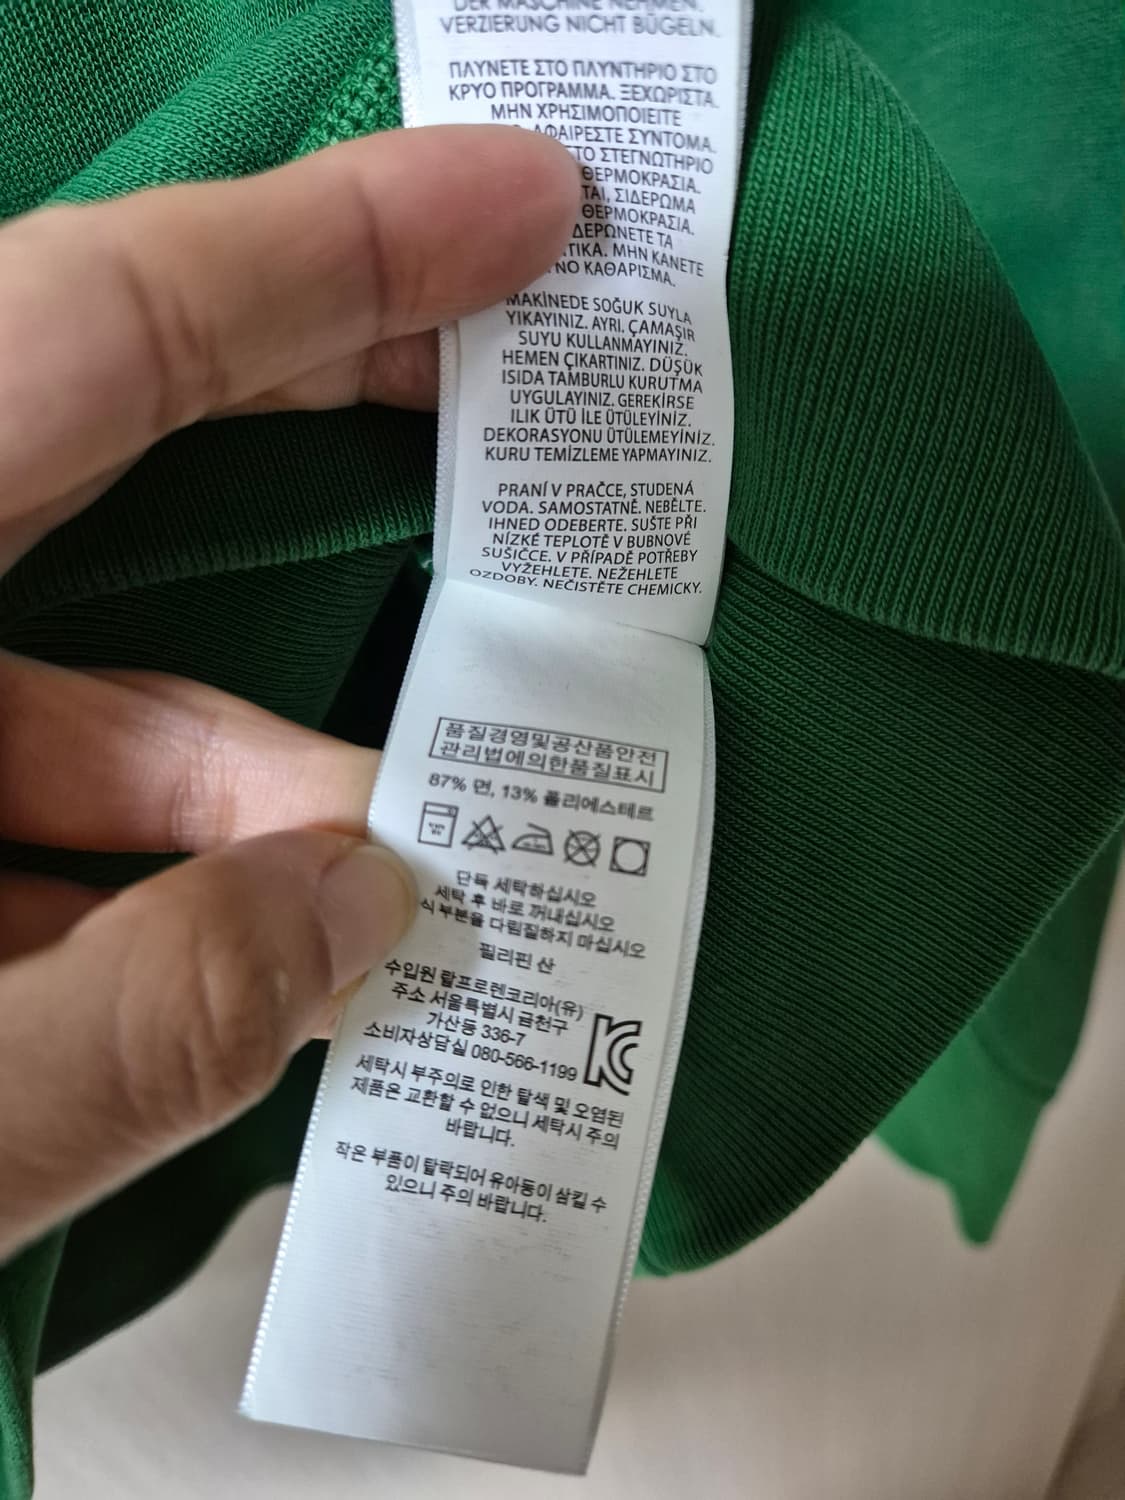 DER MASCHINE NEHMEN.
VERZIERUNG NICHT BÜGELN.
ΠΛΥΝΕΤΕ ΣΤΟ ΠΛΥΝΤΗΡΙΟ ΣΤΟ
ΚΡΥΟ ΠΡΟΓΡΑΜΜΑ. ΞΕΧΩΡΙΣΤΑ.
ΜΗΝ ΧΡΗΣΙΜΟΠΟΙΕΙΤΕ
ΑΦΑΙΡΕΣΤΕ ΣΥΝΤΟΜΑ.
ΤΟ ΣΤΕΓΝΩΤΗΡΙΟ
ΘΕΡΜΟΚΡΑΣΙΑ.
ΤΑΙ, ΣΙΔΕΡΩΜΑ
ΘΕΡΜΟΚΡΑΣΙΑ.
ΔΕΡΩΝΕΤΕ ΤΑ
ΤΙΚΑ. ΜΗΝ ΚΑΝΕΤΕ
ΝΟ ΚΑΘΑΡΙΣΜΑ.
MAKİNEDE SOĞUK SUYLA
YIKAYINIZ. AYRI. ÇAMAŞIR
SUYU KULLANMAYINIZ.
HEMEN ÇIKARTINIZ. DÜŞÜK
ISIDA TAMBURLU KURUTMA
UYGULAYINIZ. GEREKİRSE
ILIK ÜTÜ İLE ÜTÜLEYİNİZ.
DEKORASYONU ÜTÜLEMEYİNİZ.
KURU TEMİZLEME YAPMAYINIZ.
PRANÍ V PRAČCE, STUDENÁ
VODA. SAMOSTATNĚ. NEBĚLTE.
IHNED ODEBERTE. SUŠTE PŘI
NÍZKÉ TEPLOTĚ V BUBNOVÉ
SUŠIČCE. V PŘÍPADĚ POTŘEBY
VYŽEHLETE. NEŽEHLETE
OZDOBY. NEČISTĚTE CHEMICKY.
품질경영및공산품안전
관리법에의한품질표시
87% 면, 13% 폴리에스테르
단독 세탁하십시오
세탁 후 바로 꺼내십시오
식 부분을 다림질하지 마십시오
필리핀 산
수입원 랄프로렌코리아(유)
주소 서울특별시 금천구
가산동 336-7
소비자상담실 080-566-1199
세탁시 부주의로 인한 탈색 및 오염된
제품은 교환할 수 없으니 세탁시 주의
바랍니다.
작은 부품이 탈락되어 유아동이 삼킬 수
있으니 주의 바랍니다.